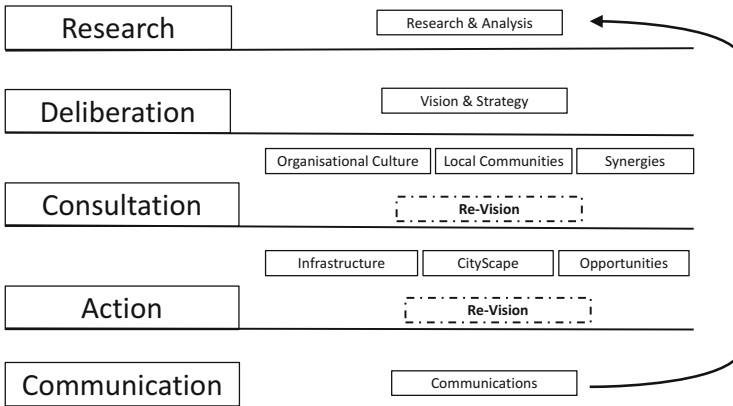 Research
Research & Analysis
Deliberation
Vision & Strategy
Organisational Culture
Local Communities
Synergies
Consultation
Re-Vision
Infrastructure
CityScape
Opportunities
Action
Re-Vision
Communication
Communications